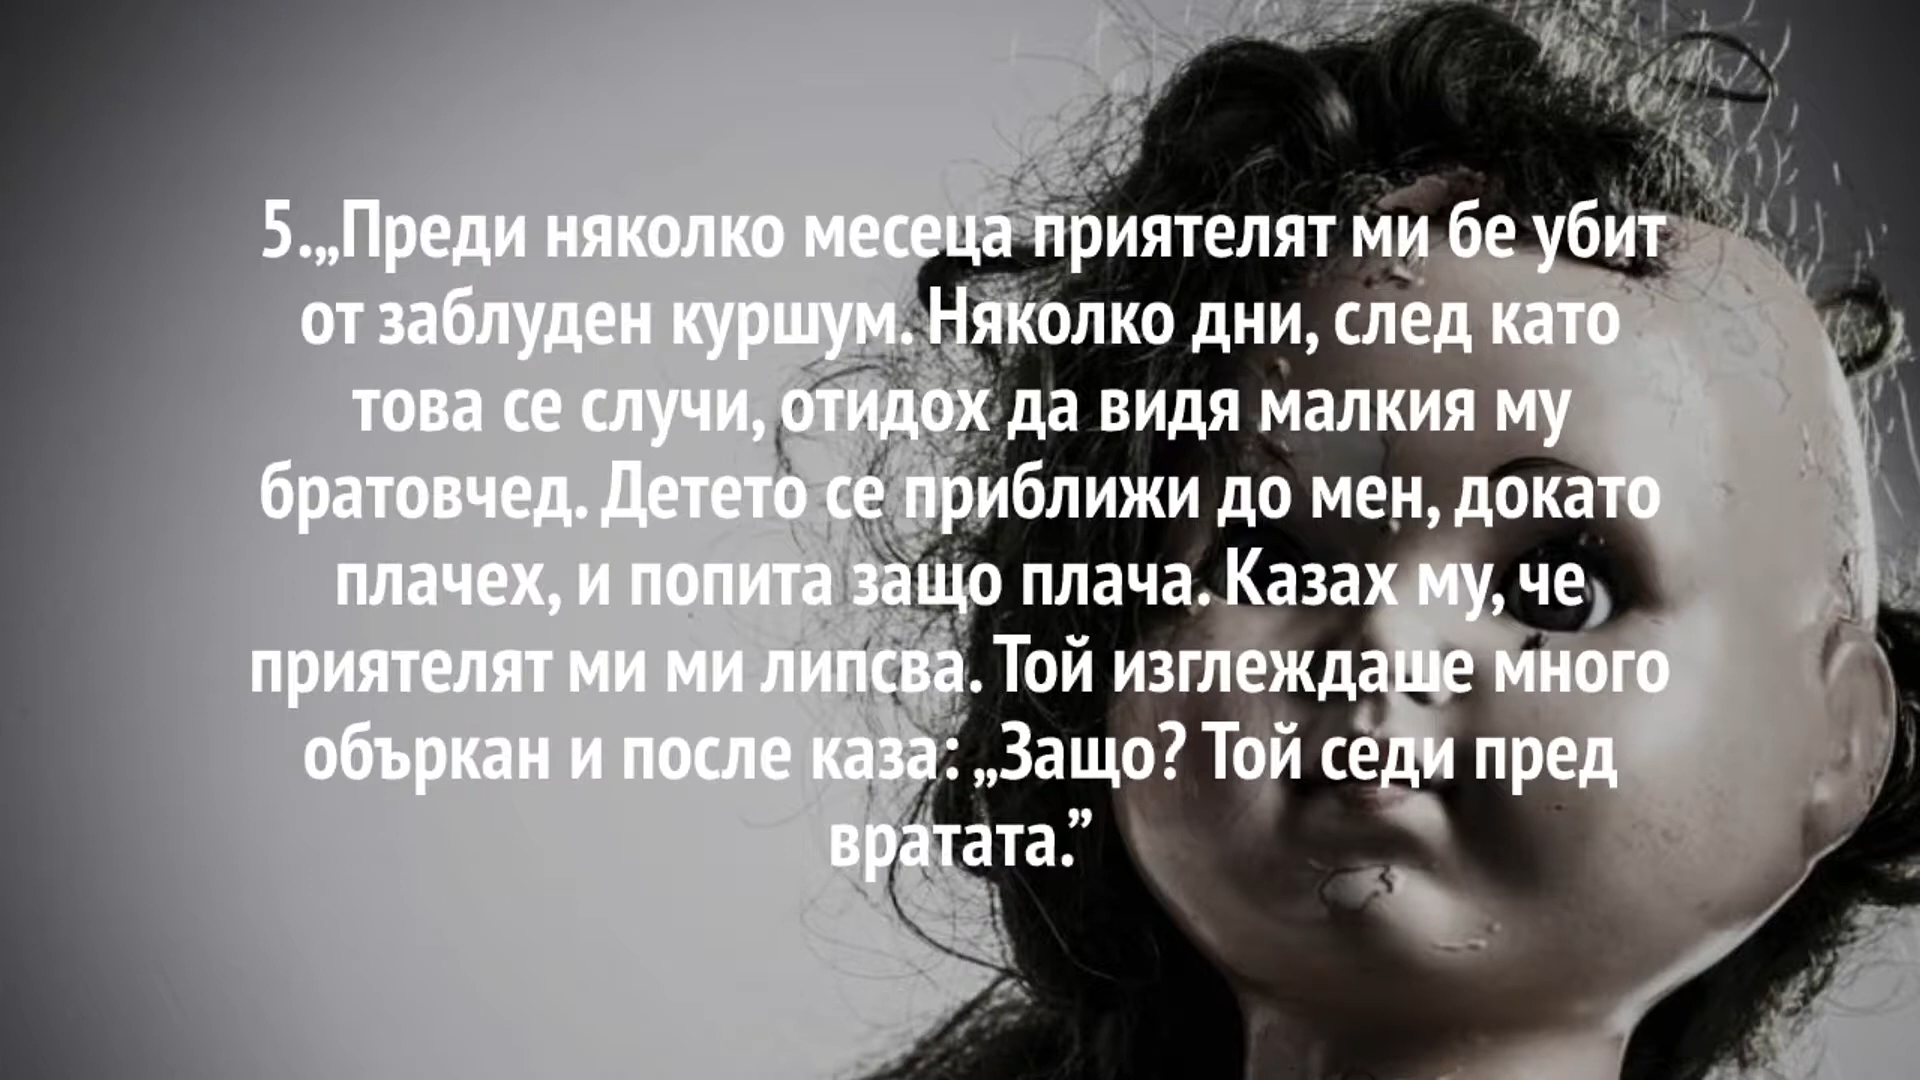 5.„Преди няколко месеца приятелят ми бе убит
от заблуден куршум. Няколко дни, след като
това се случи, отидох да видя малкия му
братовчед. Детето се приближи до мен, докато
плачех, и попита защо плача. Казах му, че
приятелят ми ми липсва. Той изглеждаше много
объркан и после каза: „Защо? Той седи пред
вратата.”